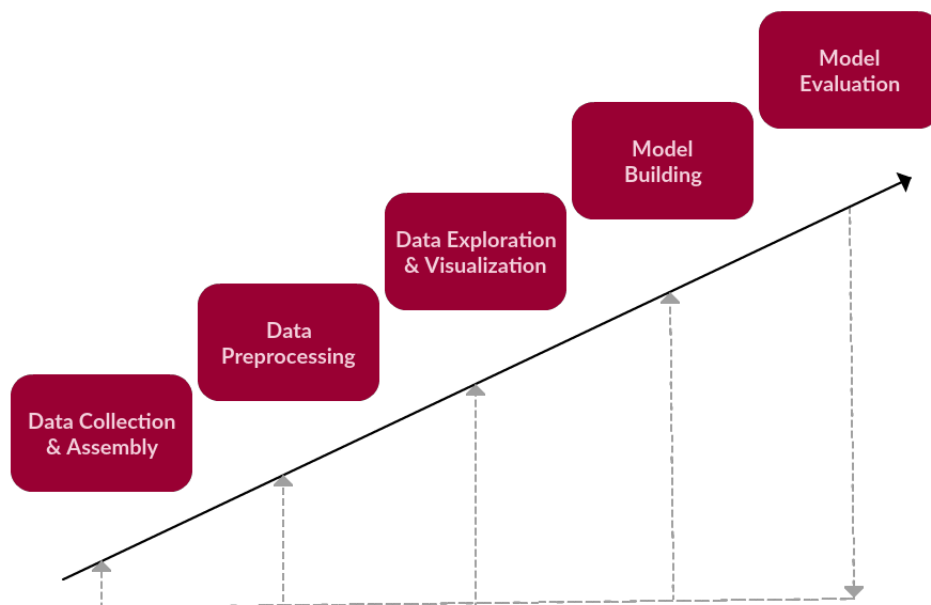 Model
Evaluation
Model
Building
Data Exploration
& Visualization
Data
Preprocessing
Data Collection
& Assembly